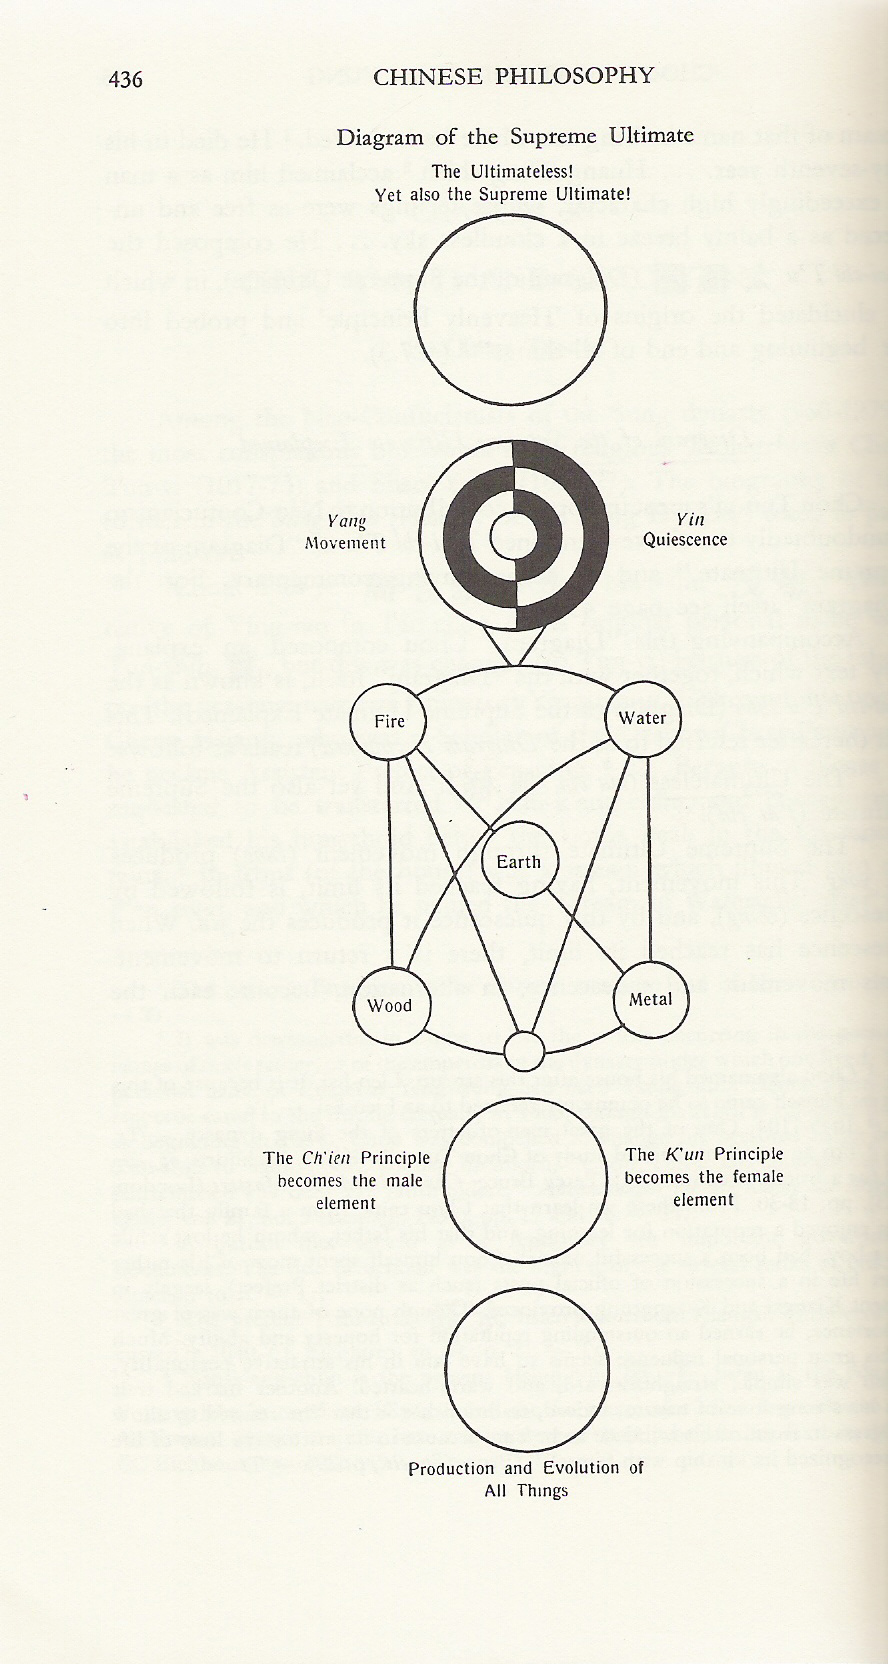 436
CHINESE PHILOSOPHY
Diagram of the Supreme Ultimate
The Ultimateless!
Yet also the Supreme Ultimate!
Yang
Movement
Yin
Quiescence
Fire
Water
Earth
Wood
Metal
The Ch'ien Principle
becomes the male
element
The K'un Principle
becomes the female
element
Production and Evolution of
All Things